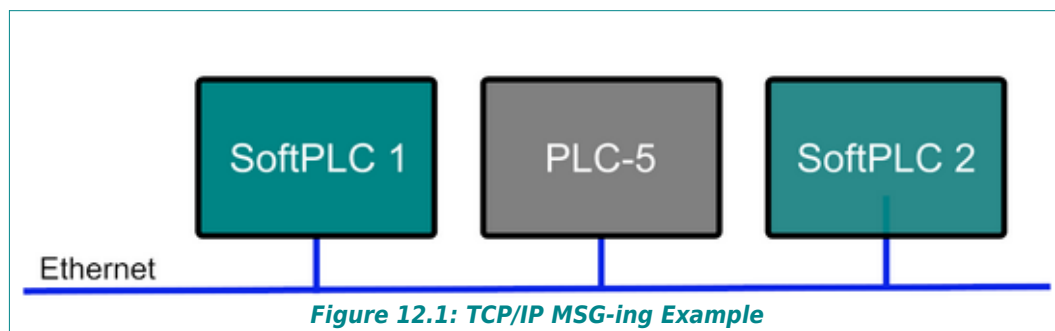 SoftPLC 1
PLC-5
SoftPLC 2
Ethernet
Figure 12.1: TCP/IP MSG-ing Example